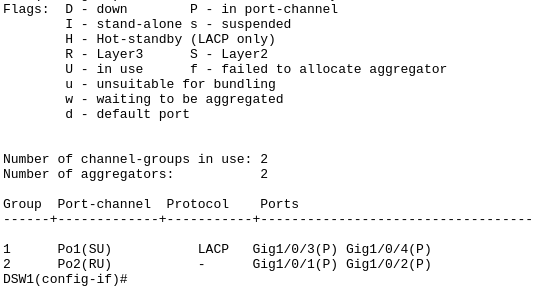 Flags:  D - down        P - in port-channel
        I - stand-alone s - suspended
        H - Hot-standby (LACP only)
        R - Layer3      S - Layer2
        U - in use      f - failed to allocate aggregator
        u - unsuitable for bundling
        w - waiting to be aggregated
        d - default port
Number of channel-groups in use: 2
Number of aggregators:           2
Group  Port-channel  Protocol    Ports
------+-------------+-----------+----------------------------------
1      Po1(SU)           LACP   Gig1/0/3(P) Gig1/0/4(P)
2      Po2(RU)           -      Gig1/0/1(P) Gig1/0/2(P)
DSW1(config-if)#